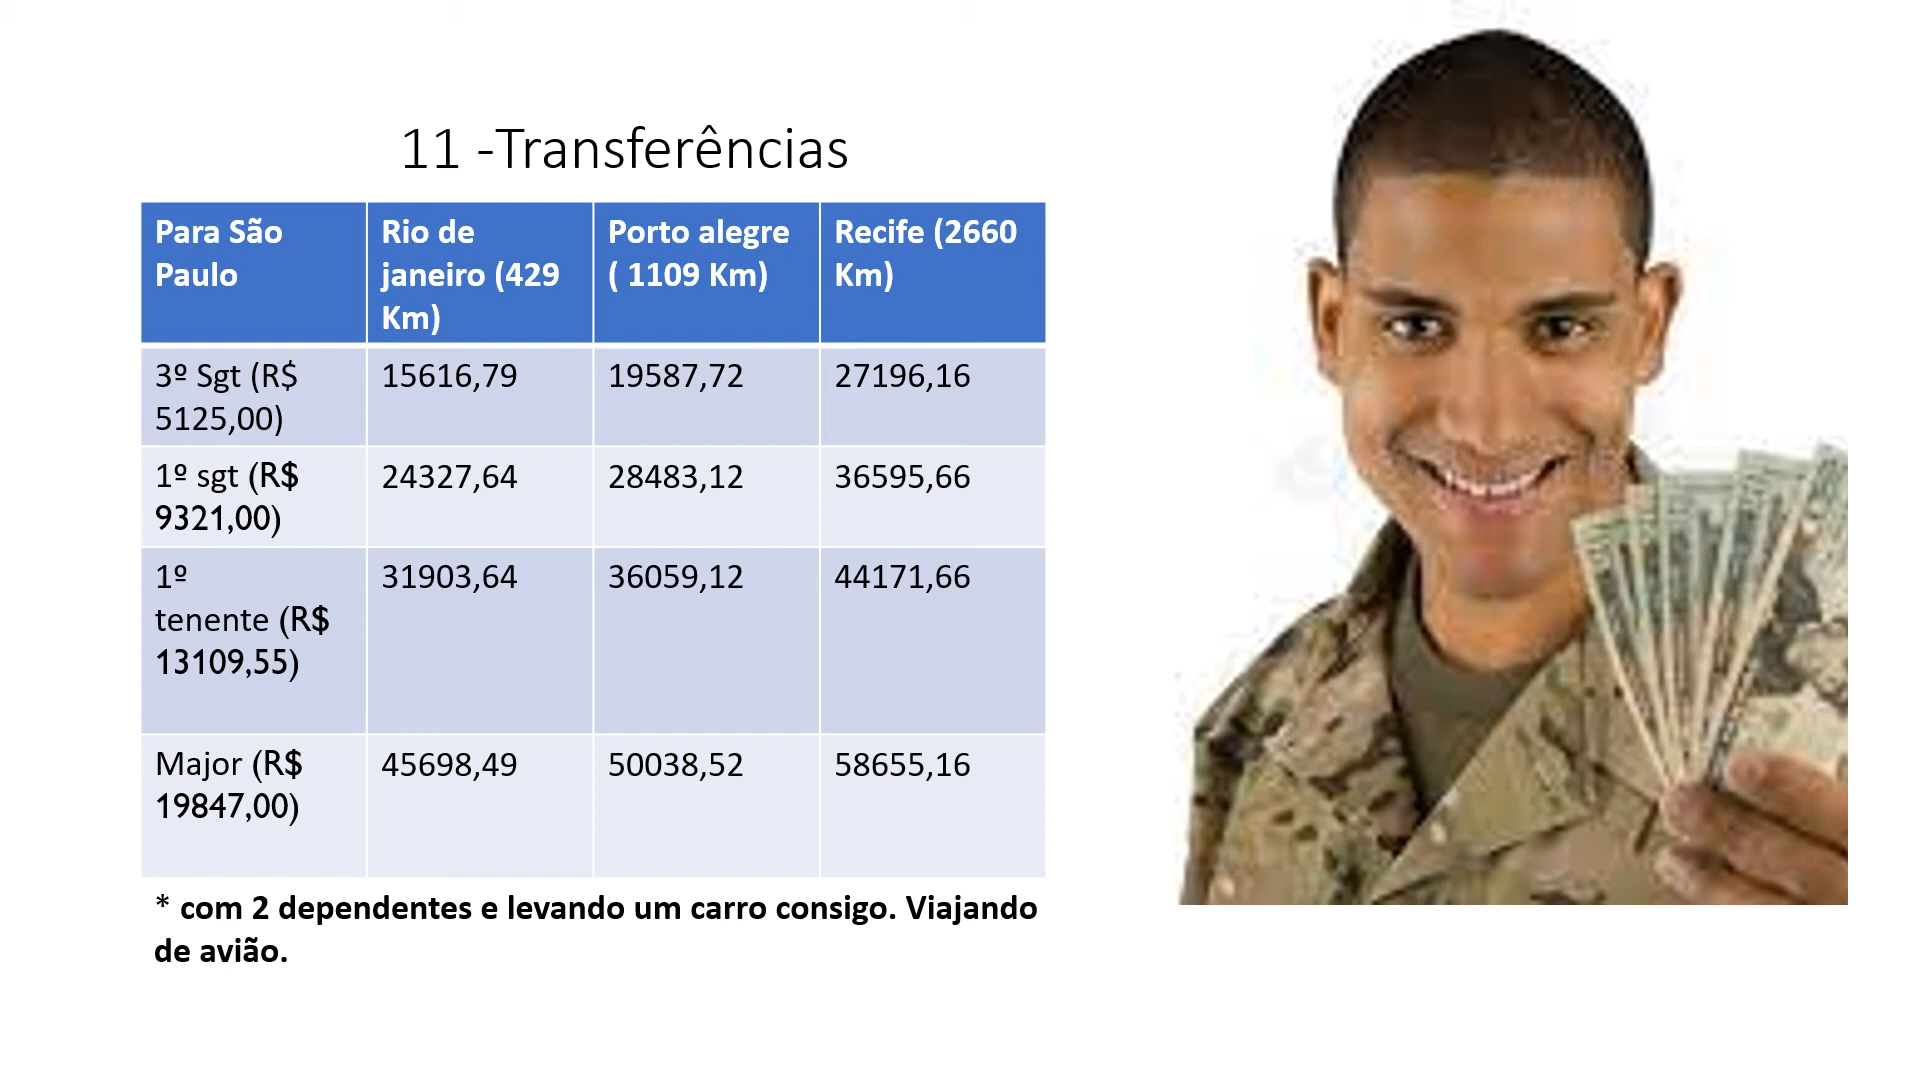 11 -Transferências
Para São
Paulo
Rio de
janeiro (429
Km)
Porto alegre
( 1109 Km)
Recife (2660
Km)
3º Sgt (R$
5125,00)
15616,79
19587,72
27196,16
1º sgt (R$
9321,00)
24327,64
28483,12
36595,66
1º
tenente (R$
13109,55)
31903,64
36059,12
44171,66
Major (R$
19847,00)
45698,49
50038,52
58655,16
* com 2 dependentes e levando um carro consigo. Viajando
de avião.